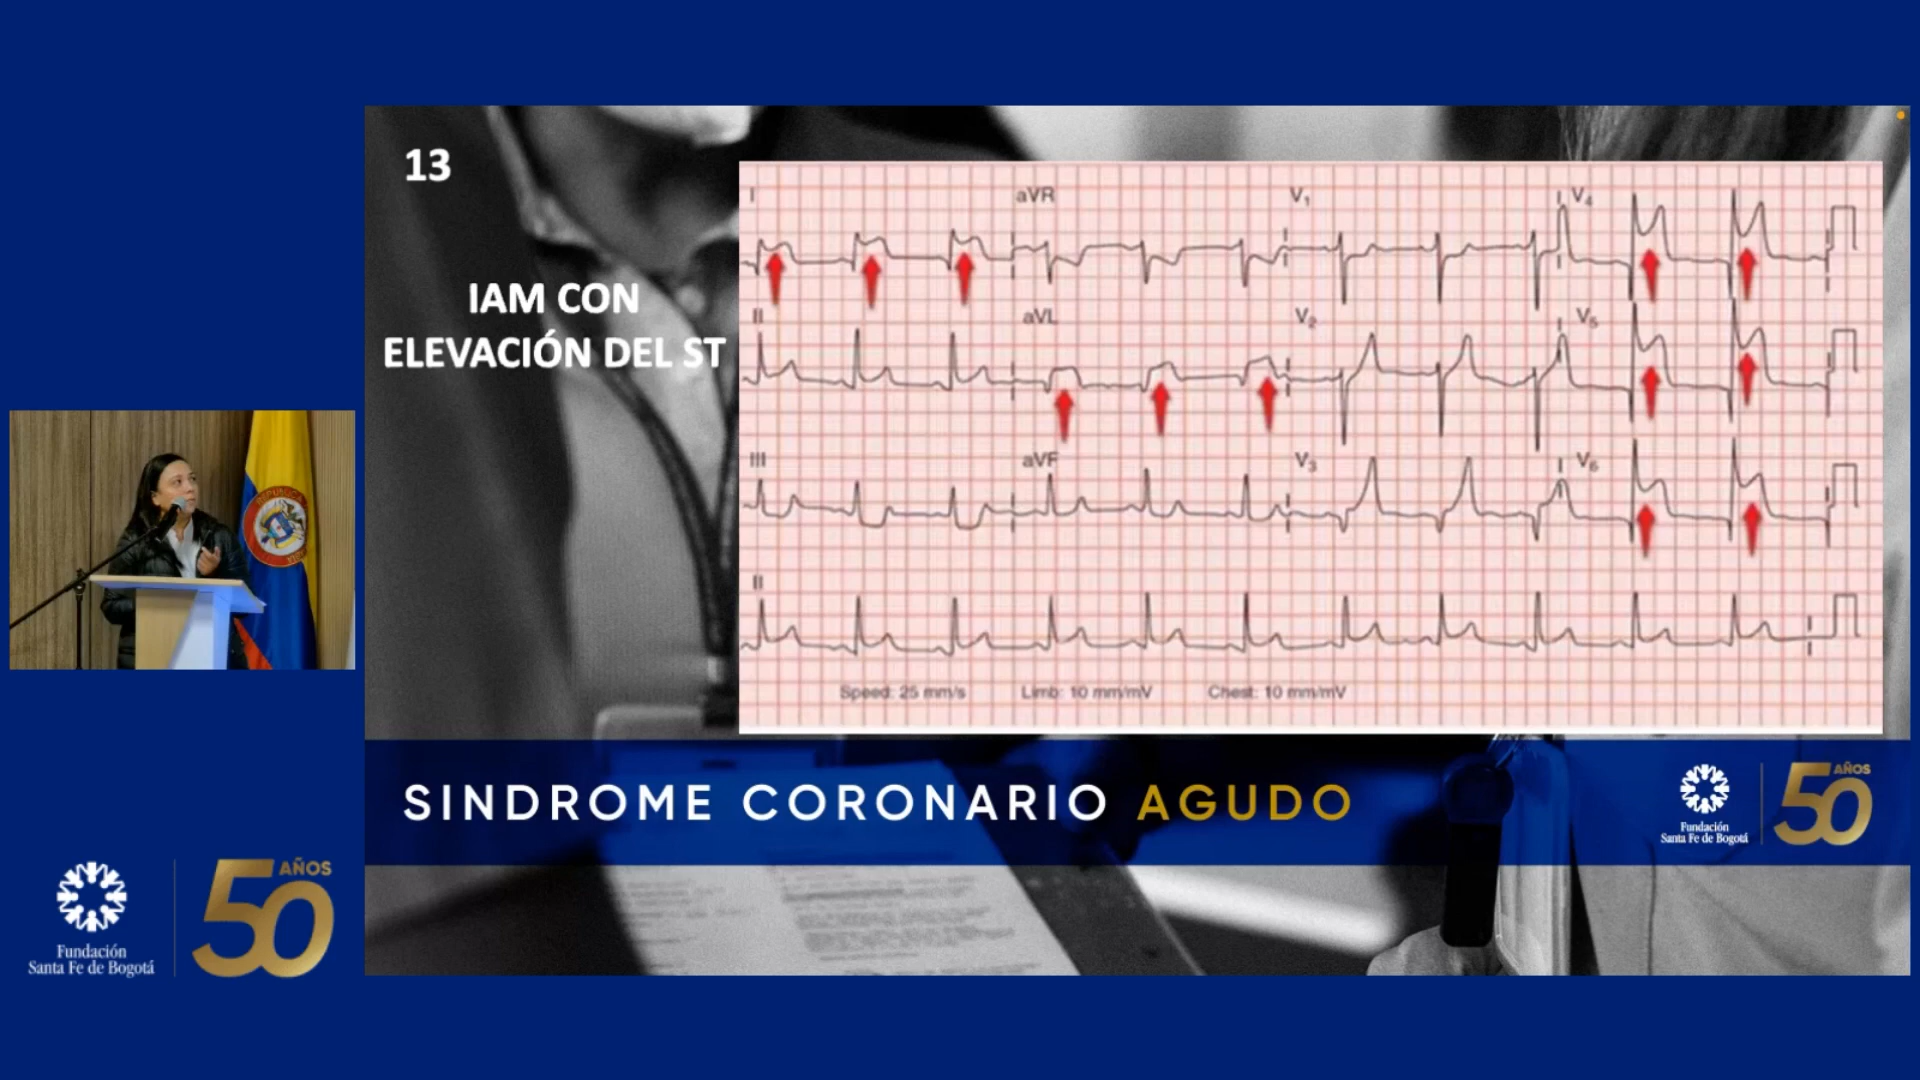 13
IAM CON
ELEVACIÓN DEL ST
I
aVR
V1
V4
II
aVL
V2
V5
III
aVF
V3
V6
II
Speed: 25 mm/s
Limb: 10 mm/mV
Chest: 10 mm/mV
SINDROME CORONARIO AGUDO
Fundación
Santa Fe de Bogotá
50 AÑOS
Fundación
Santa Fe de Bogotá
50 AÑOS